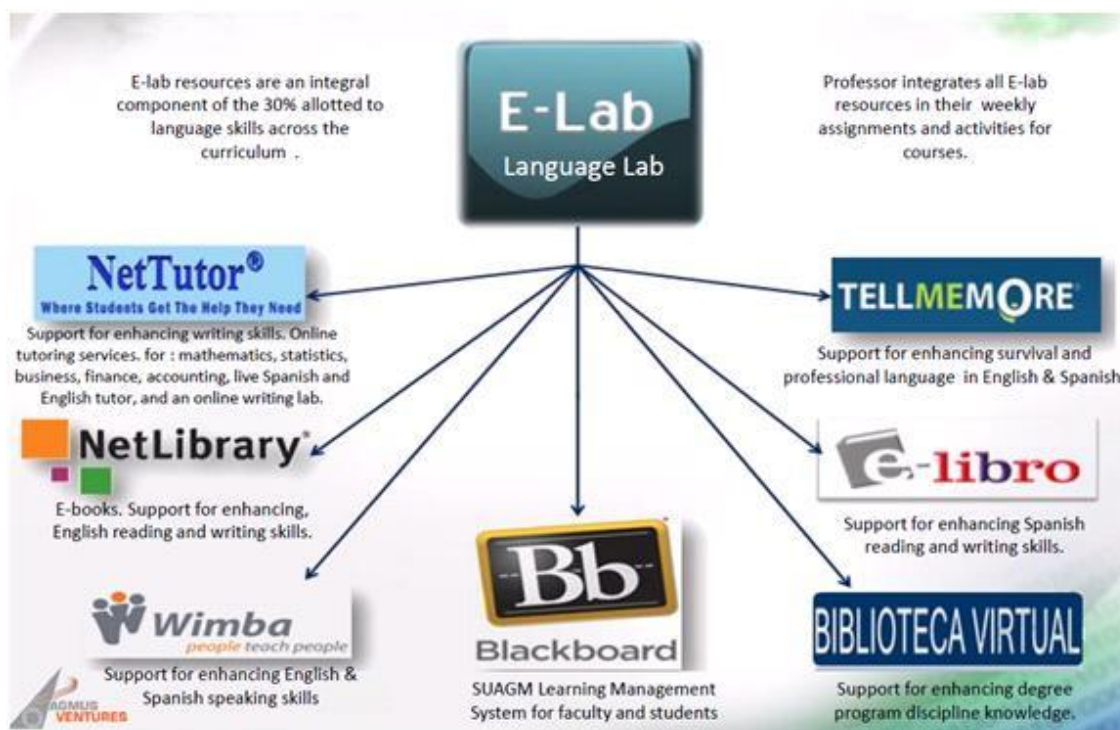 E-lab resources are an integral
component of the 30% allotted to
language skills across the
curriculum .
E-Lab
Language Lab
Professor integrates all E-lab
resources in their weekly
assignments and activities for
courses.
NetTutor®
Where Students Get The Help They Need
Support for enhancing writing skills. Online
tutoring services. for : mathematics, statistics,
business, finance, accounting, live Spanish and
English tutor, and an online writing lab.
TELLMEMORE®
Support for enhancing survival and
professional language in English & Spanish
NetLibrary®
E-books. Support for enhancing,
English reading and writing skills.
e-libro
Support for enhancing Spanish
reading and writing skills.
Wimba
people teach people
Support for enhancing English &
Spanish speaking skills
Bb
Blackboard
SUAGM Learning Management
System for faculty and students
BIBLIOTECA VIRTUAL
Support for enhancing degree
program discipline knowledge.
AGMUS
VENTURES